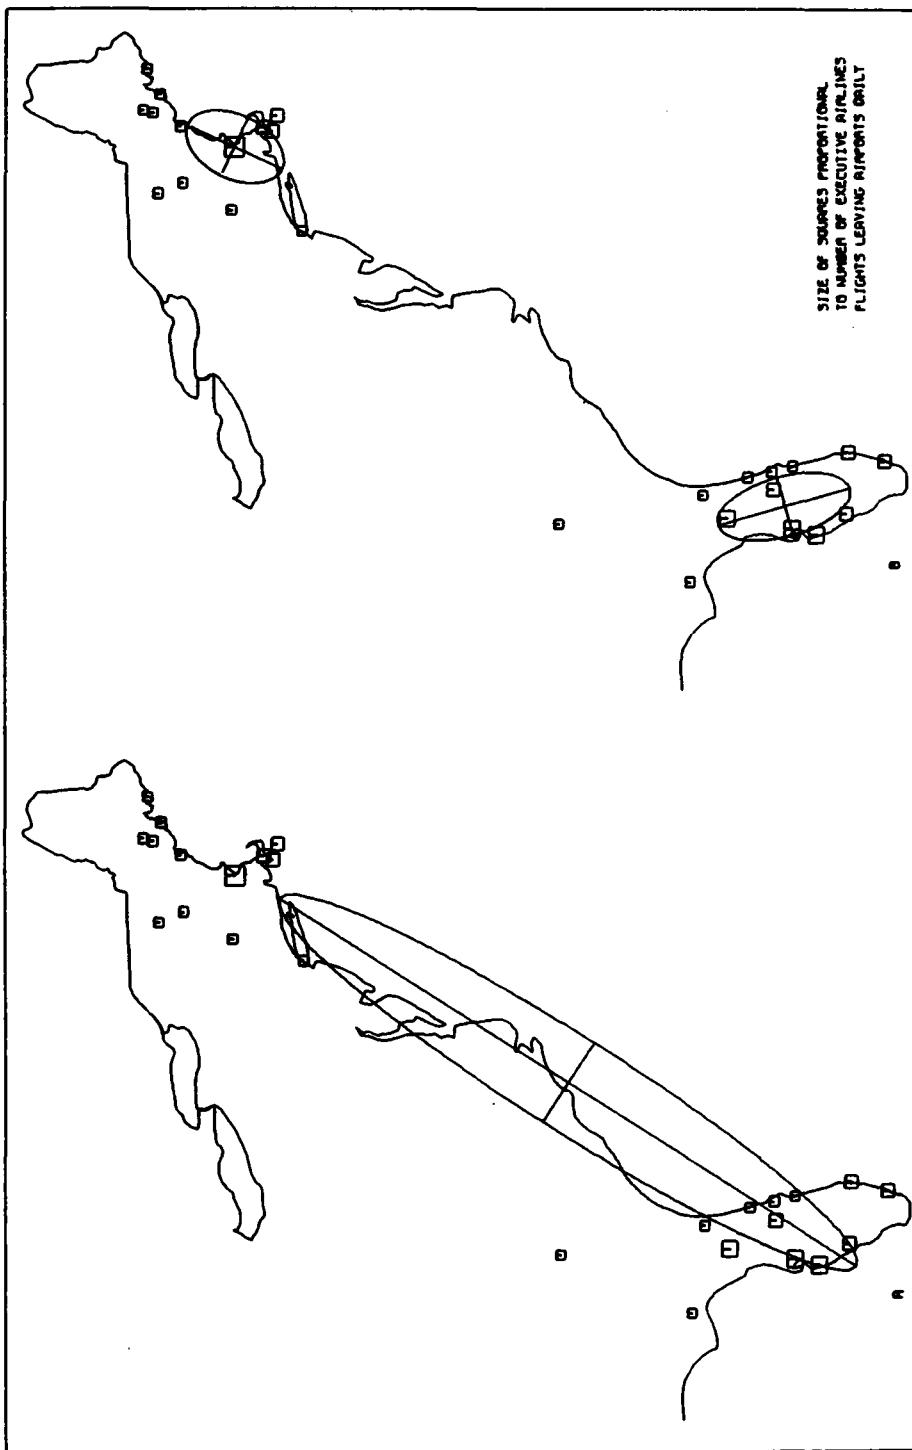 SIZE OF SQUARES PROPORTIONAL
TO NUMBER OF EXECUTIVE AIRLINES
FLIGHTS LEAVING AIRPORTS DAILY
A
B